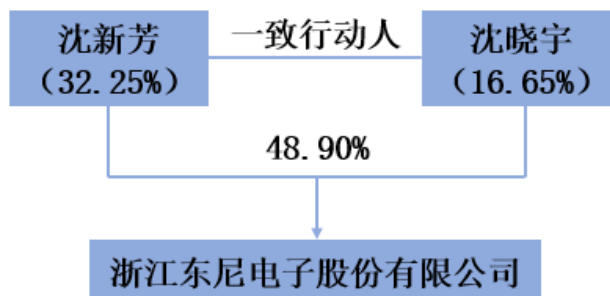 沈新芳
（32.25%）
一致行动人
沈晓宇
（16.65%）
48.90%
浙江东尼电子股份有限公司